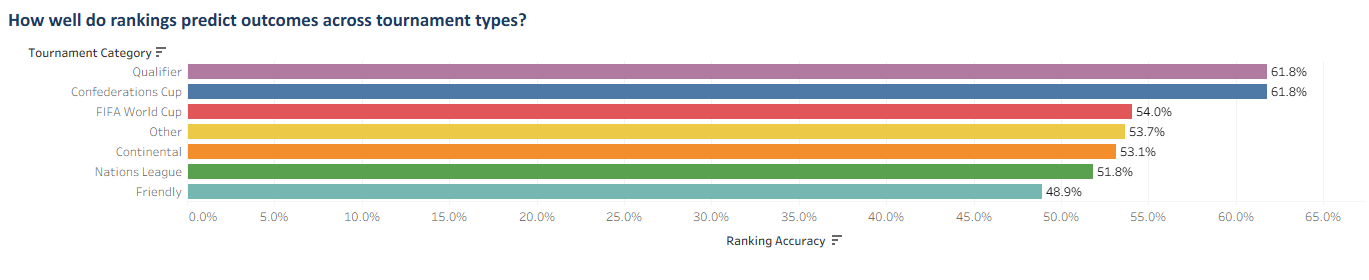 How well do rankings predict outcomes across tournament types?
Tournament Category
Qualifier 61.8%
Confederations Cup 61.8%
FIFA World Cup 54.0%
Other 53.7%
Continental 53.1%
Nations League 51.8%
Friendly 48.9%
0.0% 5.0% 10.0% 15.0% 20.0% 25.0% 30.0% 35.0% 40.0% 45.0% 50.0% 55.0% 60.0% 65.0%
Ranking Accuracy